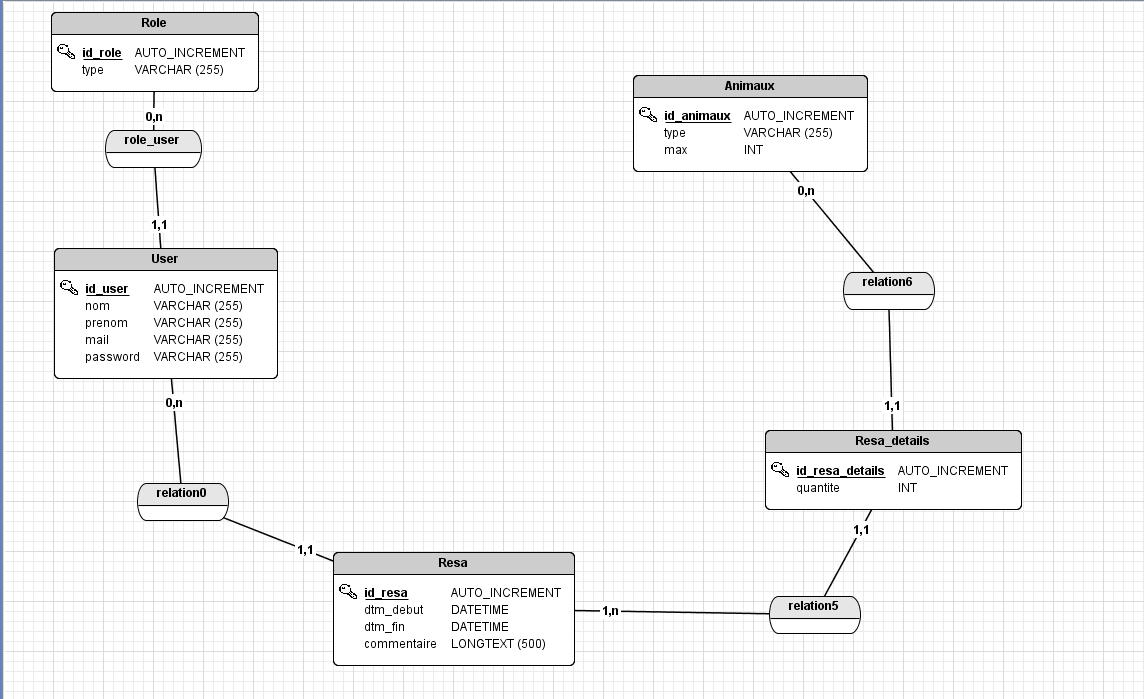 Role
id_role AUTO_INCREMENT
type VARCHAR (255)
0,n
role_user
1,1
User
id_user AUTO_INCREMENT
nom VARCHAR (255)
prenom VARCHAR (255)
mail VARCHAR (255)
password VARCHAR (255)
0,n
relation0
1,1
Resa
id_resa AUTO_INCREMENT
dtm_debut DATETIME
dtm_fin DATETIME
commentaire LONGTEXT (500)
1,n
relation5
1,1
Resa_details
id_resa_details AUTO_INCREMENT
quantite INT
1,1
relation6
0,n
Animaux
id_animaux AUTO_INCREMENT
type VARCHAR (255)
max INT